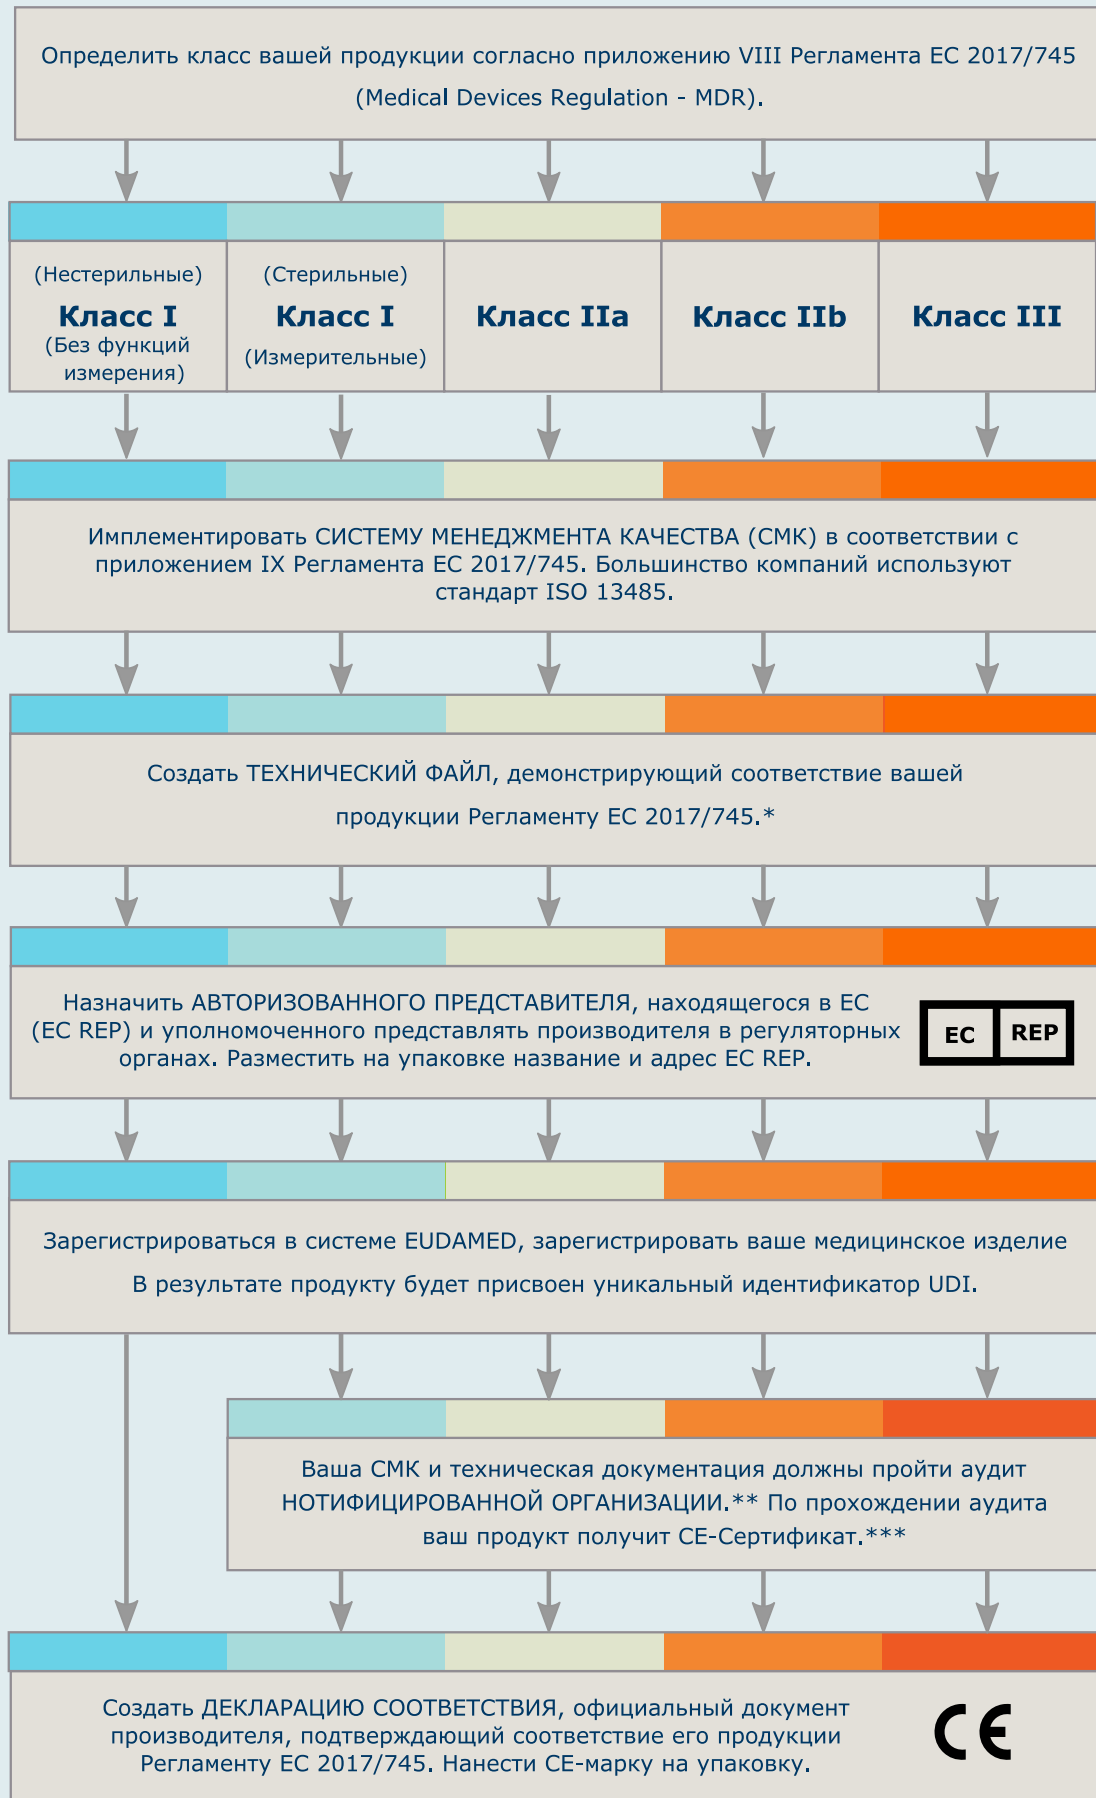 Определить класс вашей продукции согласно приложению VIII Регламента ЕС 2017/745
(Medical Devices Regulation - MDR).
(Нестерильные)
Класс I
(Без функций
измерения)
(Стерильные)
Класс I
(Измерительные)
Класс IIa
Класс IIb
Класс III
Имплементировать СИСТЕМУ МЕНЕДЖМЕНТА КАЧЕСТВА (СМК) в соответствии с
приложением IX Регламента ЕС 2017/745. Большинство компаний используют
стандарт ISO 13485.
Создать ТЕХНИЧЕСКИЙ ФАЙЛ, демонстрирующий соответствие вашей
продукции Регламенту ЕС 2017/745.*
Назначить АВТОРИЗОВАННОГО ПРЕДСТАВИТЕЛЯ, находящегося в ЕС
(EC REP) и уполномоченного представлять производителя в регуляторных
органах. Разместить на упаковке название и адрес EC REP.
EC REP
Зарегистрироваться в системе EUDAMED, зарегистрировать ваше медицинское изделие
В результате продукту будет присвоен уникальный идентификатор UDI.
Ваша СМК и техническая документация должны пройти аудит
НОТИФИЦИРОВАННОЙ ОРГАНИЗАЦИИ.** По прохождении аудита
ваш продукт получит CE-Сертификат.***
Создать ДЕКЛАРАЦИЮ СООТВЕТСТВИЯ, официальный документ
производителя, подтверждающий соответствие его продукции
Регламенту ЕС 2017/745. Нанести CE-марку на упаковку.
CE